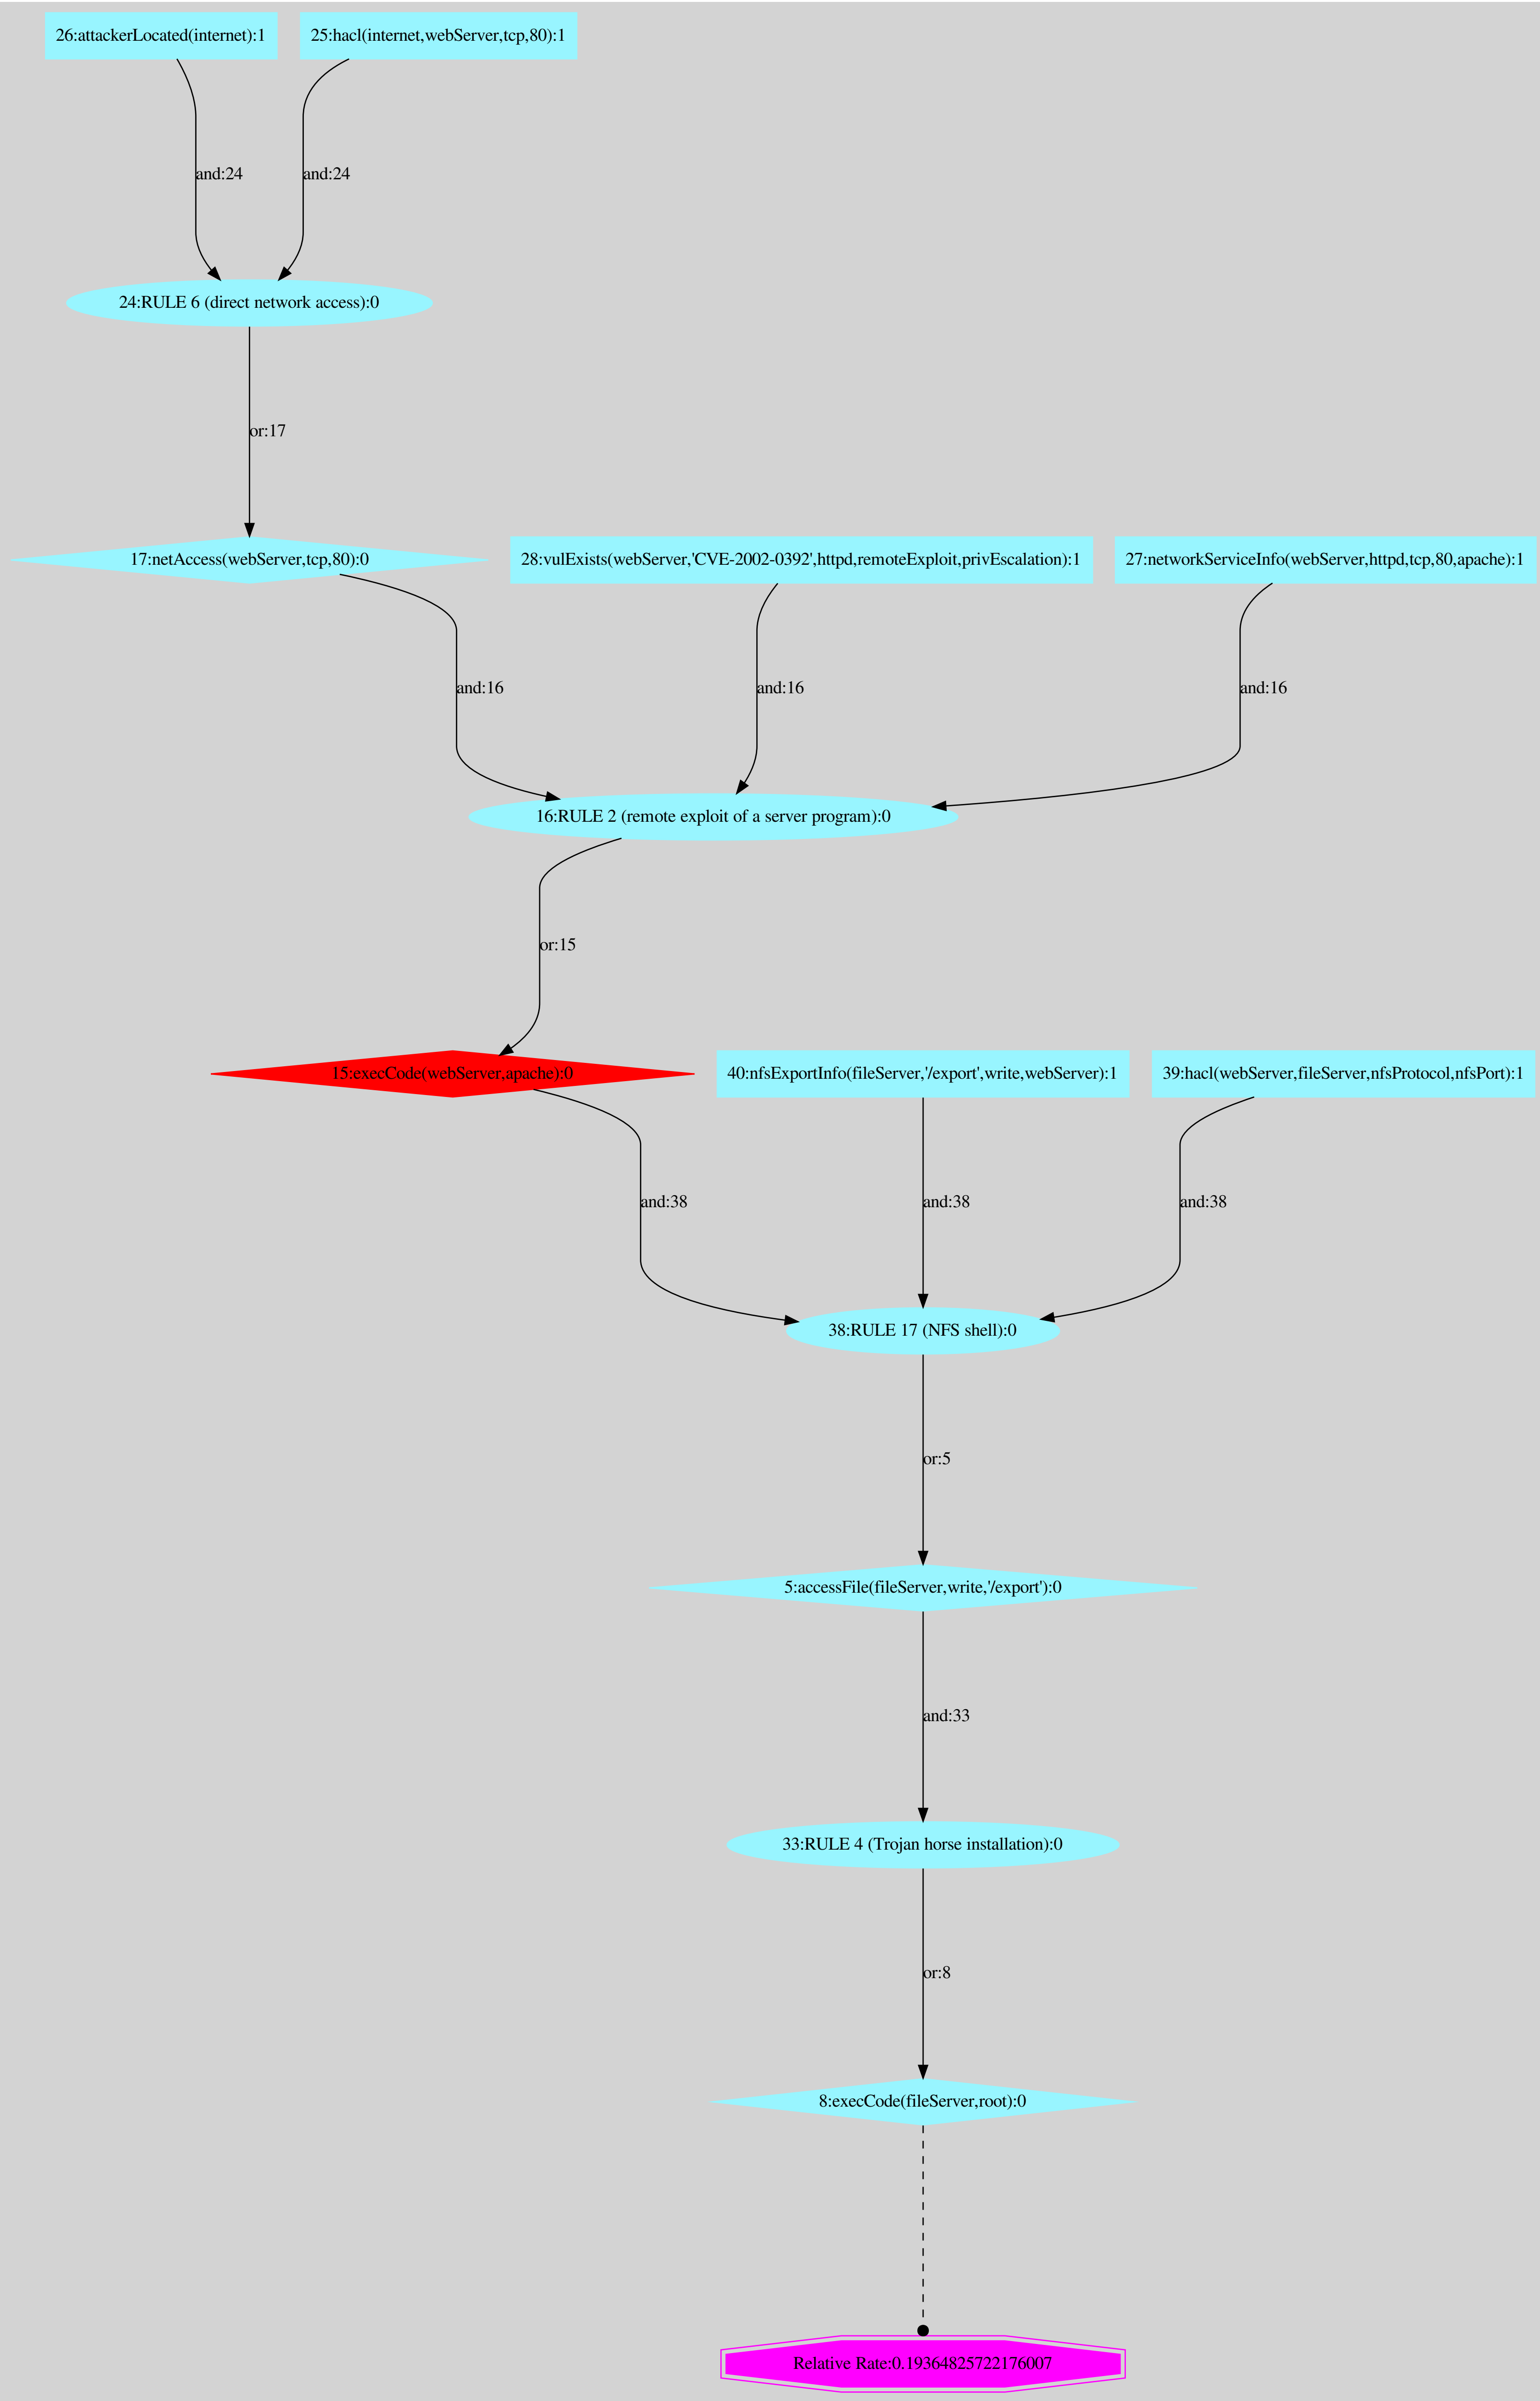 26:attackerLocated(internet):1
25:hacl(internet,webServer,tcp,80):1
and:24
and:24
24:RULE 6 (direct network access):0
or:17
17:netAccess(webServer,tcp,80):0
28:vulExists(webServer,'CVE-2002-0392',httpd,remoteExploit,privEscalation):1
27:networkServiceInfo(webServer,httpd,tcp,80,apache):1
and:16
and:16
and:16
16:RULE 2 (remote exploit of a server program):0
or:15
15:execCode(webServer,apache):0
40:nfsExportInfo(fileServer,'/export',write,webServer):1
39:hacl(webServer,fileServer,nfsProtocol,nfsPort):1
and:38
and:38
and:38
38:RULE 17 (NFS shell):0
or:5
5:accessFile(fileServer,write,'/export'):0
and:33
33:RULE 4 (Trojan horse installation):0
or:8
8:execCode(fileServer,root):0
Relative Rate:0.19364825722176007